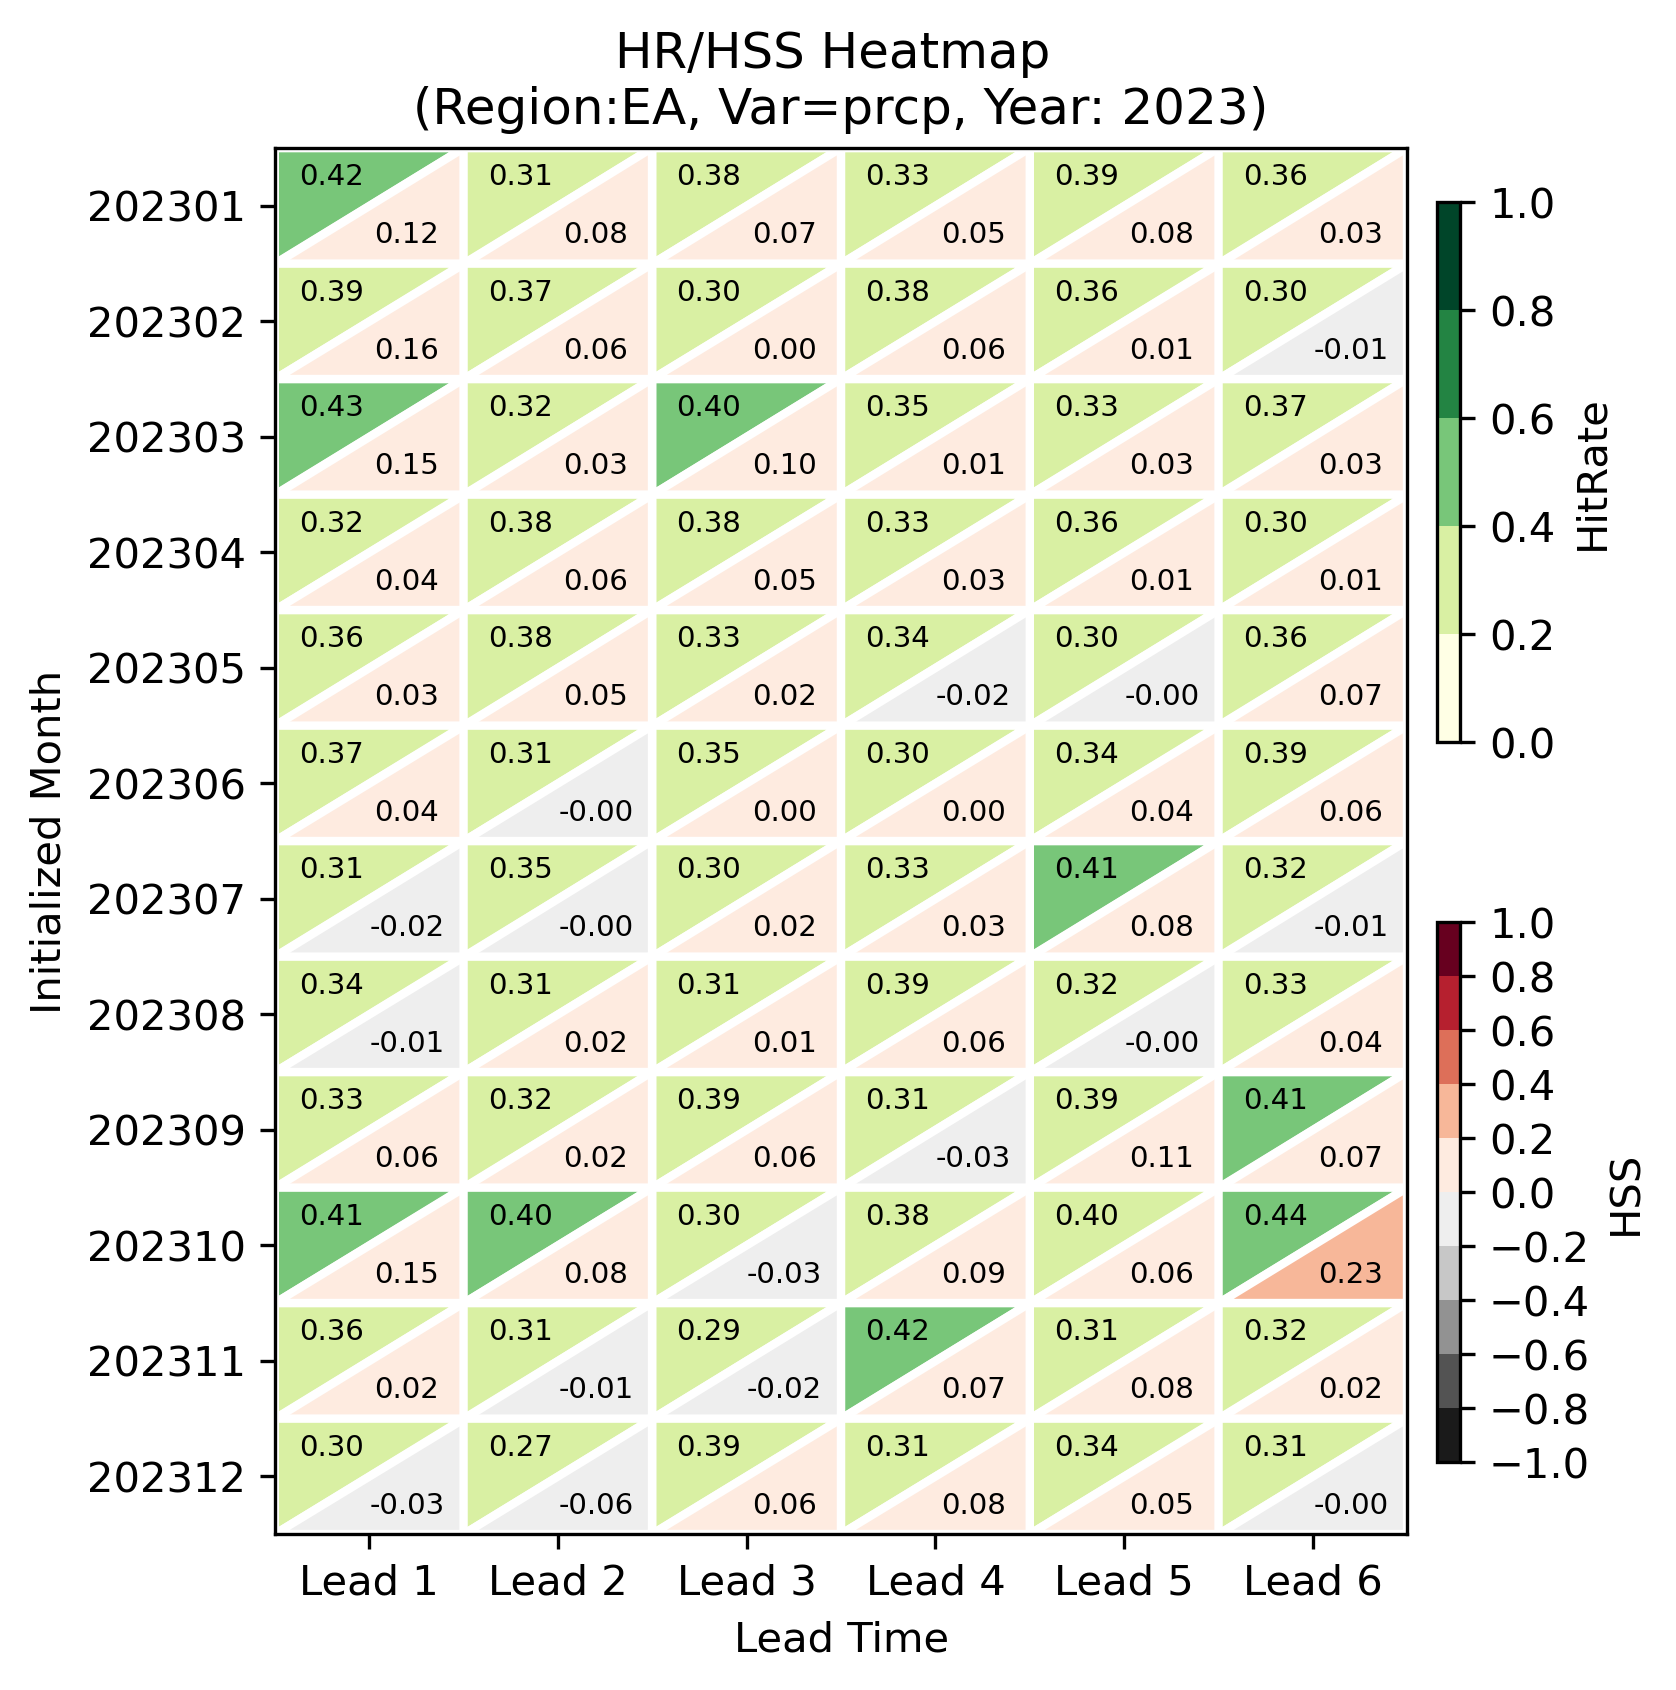 HR/HSS Heatmap
(Region:EA, Var=prcp, Year: 2023)
Initialized Month
202301
0.42 0.31 0.38 0.33 0.39 0.36
0.12 0.08 0.07 0.05 0.08 0.03
202302
0.39 0.37 0.30 0.38 0.36 0.30
0.16 0.06 0.00 0.06 0.01 -0.01
202303
0.43 0.32 0.40 0.35 0.33 0.37
0.15 0.03 0.10 0.01 0.03 0.03
202304
0.32 0.38 0.38 0.33 0.36 0.30
0.04 0.06 0.05 0.03 0.01 0.01
202305
0.36 0.38 0.33 0.34 0.30 0.36
0.03 0.05 0.02 -0.02 -0.00 0.07
202306
0.37 0.31 0.35 0.30 0.34 0.39
0.04 -0.00 0.00 0.00 0.04 0.06
202307
0.31 0.35 0.30 0.33 0.41 0.32
-0.02 -0.00 0.02 0.03 0.08 -0.01
202308
0.34 0.31 0.31 0.39 0.32 0.33
-0.01 0.02 0.01 0.06 -0.00 0.04
202309
0.33 0.32 0.39 0.31 0.39 0.41
0.06 0.02 0.06 -0.03 0.11 0.07
202310
0.41 0.40 0.30 0.38 0.40 0.44
0.15 0.08 -0.03 0.09 0.06 0.23
202311
0.36 0.31 0.29 0.42 0.31 0.32
0.02 -0.01 -0.02 0.07 0.08 0.02
202312
0.30 0.27 0.39 0.31 0.34 0.31
-0.03 -0.06 0.06 0.08 0.05 -0.00
Lead 1 Lead 2 Lead 3 Lead 4 Lead 5 Lead 6
Lead Time
1.0
0.8
0.6
0.4
0.2
0.0
HitRate
1.0
0.8
0.6
0.4
0.2
0.0
−0.2
−0.4
−0.6
−0.8
−1.0
HSS